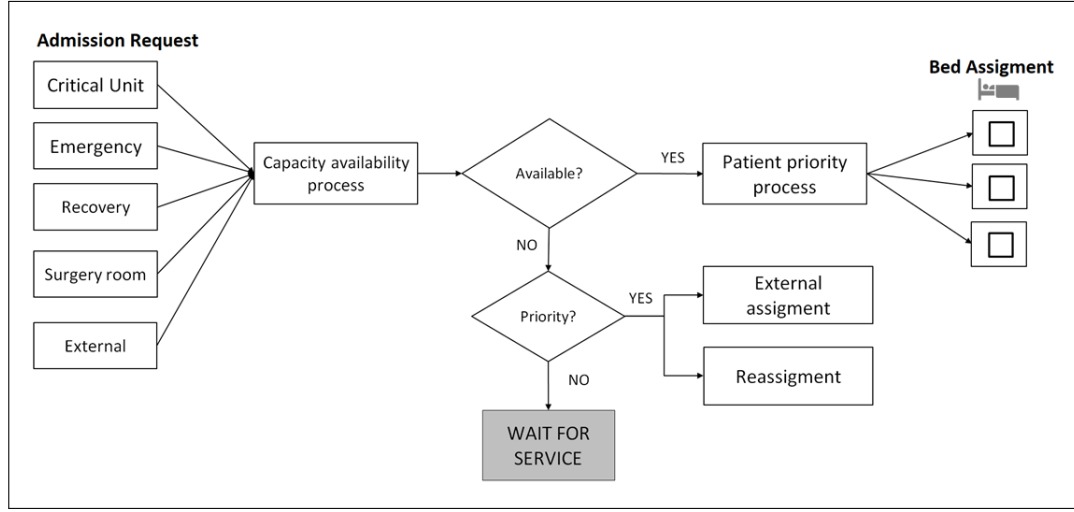 Admission Request
Critical Unit
Emergency
Recovery
Surgery room
External
Capacity availability
process
Available?
YES
Patient priority
process
Bed Assigment
NO
Priority?
YES
External
assigment
Reassigment
NO
WAIT FOR
SERVICE